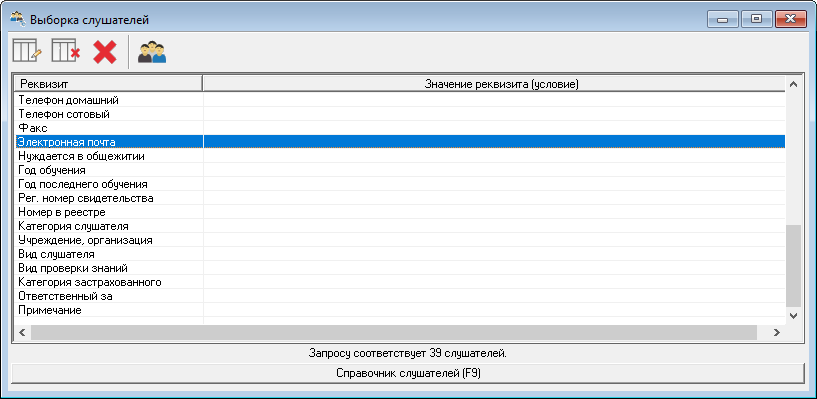 Выборка слушателей
Реквизит Значение реквизита (условие)
Телефон домашний
Телефон сотовый
Факс
Электронная почта
Нуждается в общежитии
Год обучения
Год последнего обучения
Рег. номер свидетельства
Номер в реестре
Категория слушателя
Учреждение, организация
Вид слушателя
Вид проверки знаний
Категория застрахованного
Ответственный за
Примечание
Запросу соответствует 39 слушателей.
Справочник слушателей (F9)